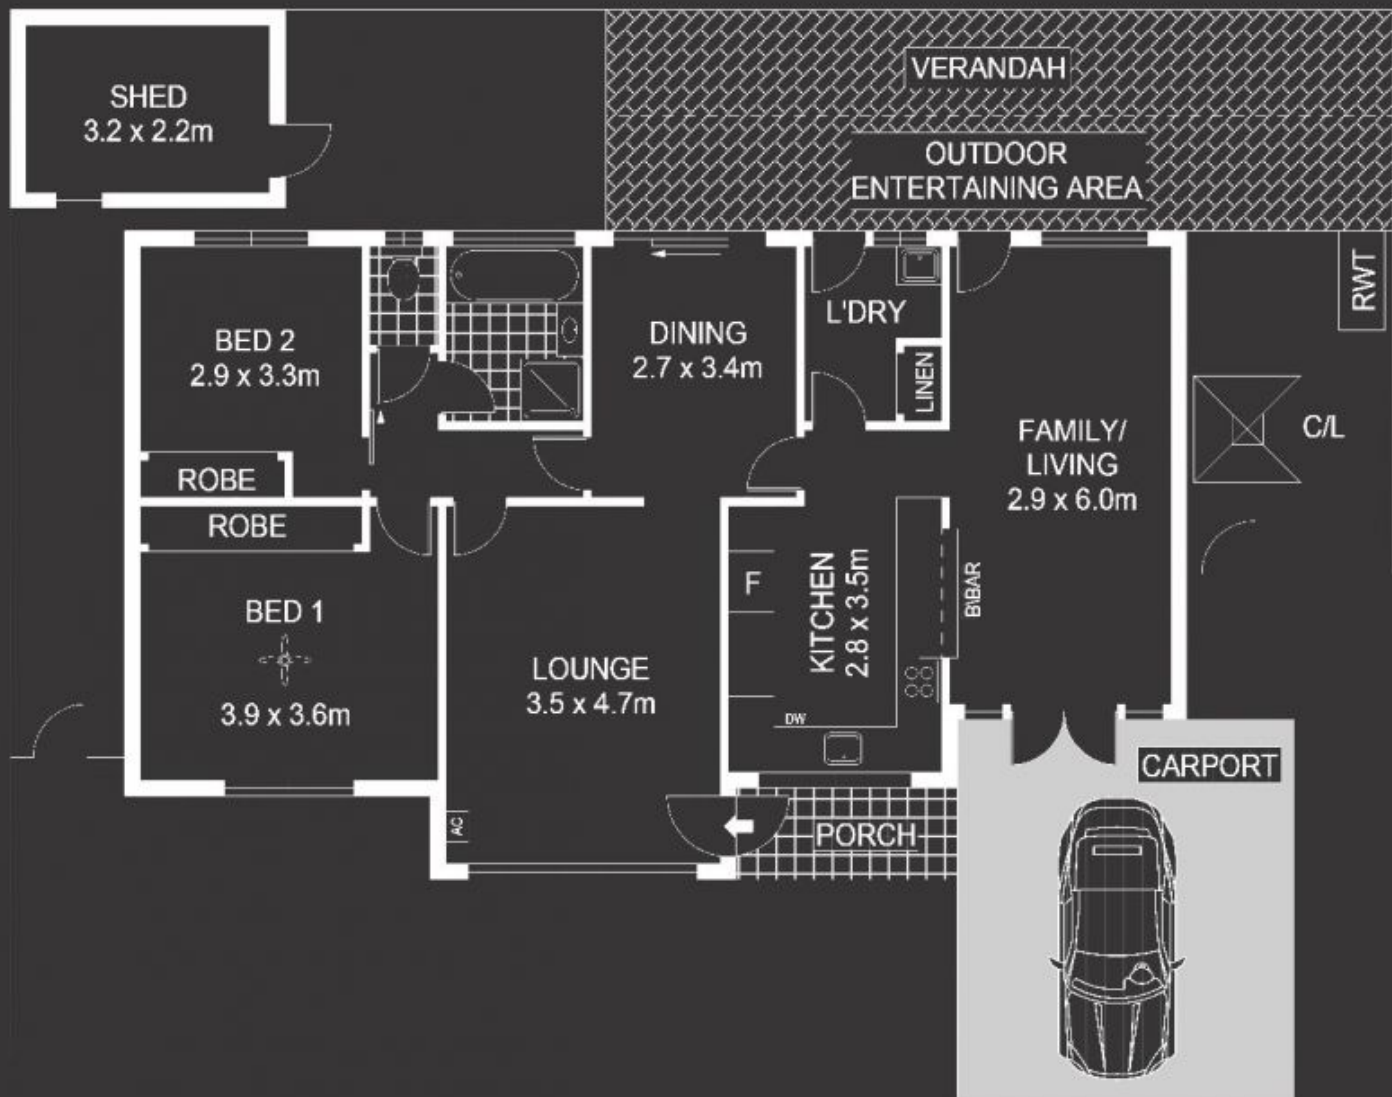 SHED
3.2 x 2.2m
VERANDAH
OUTDOOR
ENTERTAINING AREA
RWT
BED 2
2.9 x 3.3m
DINING
2.7 x 3.4m
L'DRY
LINEN
FAMILY/
LIVING
2.9 x 6.0m
C/L
ROBE
ROBE
BED 1
3.9 x 3.6m
LOUNGE
3.5 x 4.7m
F
KITCHEN
2.8 x 3.5m
B\BAR
DW
AC
PORCH
CARPORT